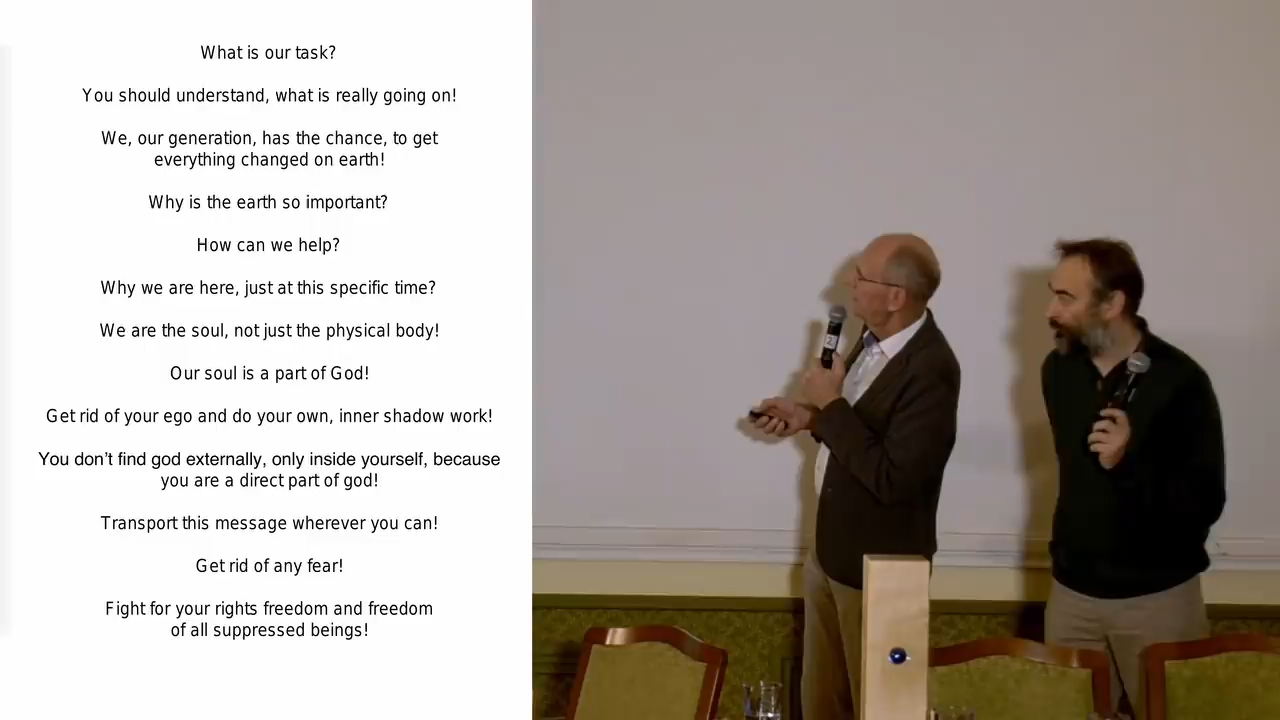 What is our task?
You should understand, what is really going on!
We, our generation, has the chance, to get
everything changed on earth!
Why is the earth so important?
How can we help?
Why we are here, just at this specific time?
We are the soul, not just the physical body!
Our soul is a part of God!
Get rid of your ego and do your own, inner shadow work!
You don’t find god externally, only inside yourself, because
you are a direct part of god!
Transport this message wherever you can!
Get rid of any fear!
Fight for your rights freedom and freedom
of all suppressed beings!
2